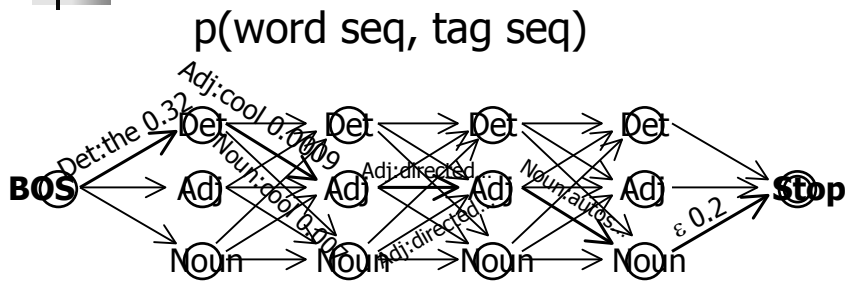 p(word seq, tag seq)
Adj:cool 0.0009
Det:the 0.32
Det Det Det Det
Noun:cool 0.007
Adj:directed...
Noun:autos...
BOS Adj Adj Adj Adj Stop
Adj:directed...
ε 0.2
Noun Noun Noun Noun